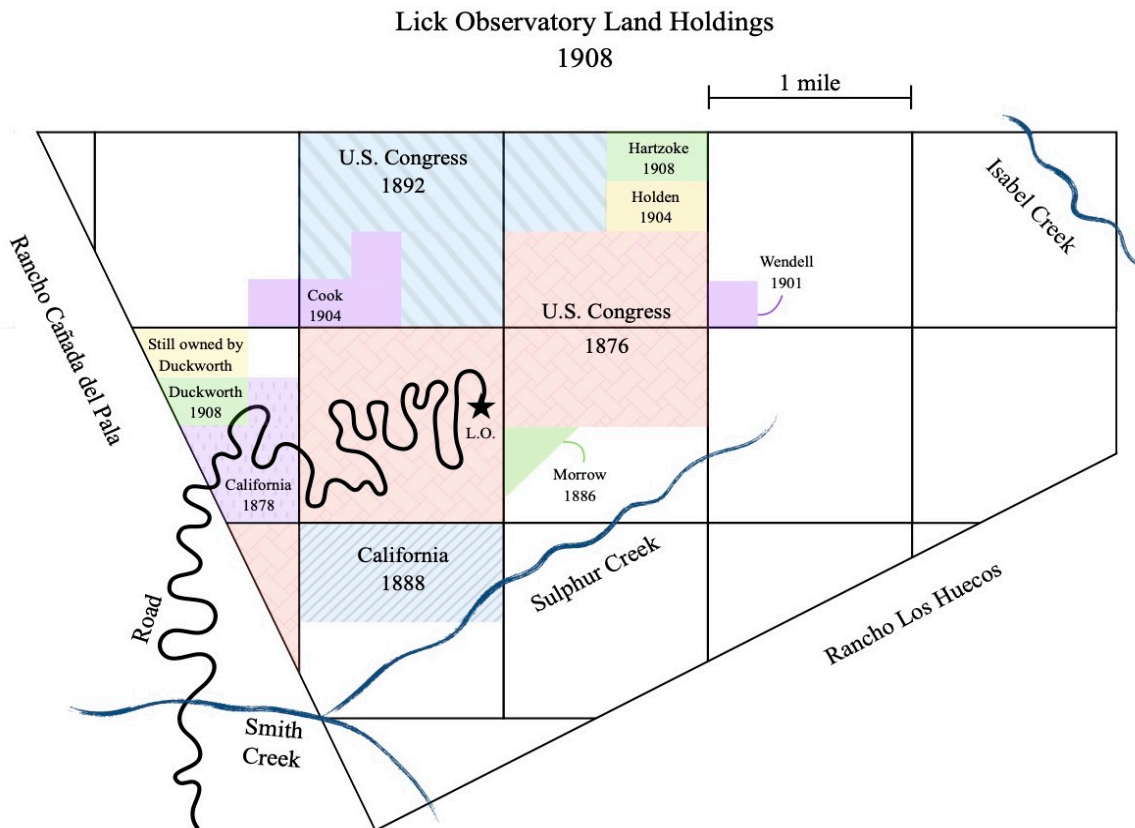 Lick Observatory Land Holdings
1908
1 mile
U.S. Congress
1892
Hartzoke
1908
Holden
1904
Isabel Creek
Rancho Cañada del Pala
Cook
1904
Wendell
1901
U.S. Congress
1876
Still owned by
Duckworth
Duckworth
1908
L.O.
California
1878
Morrow
1886
California
1888
Sulphur Creek
Road
Rancho Los Huecos
Smith
Creek